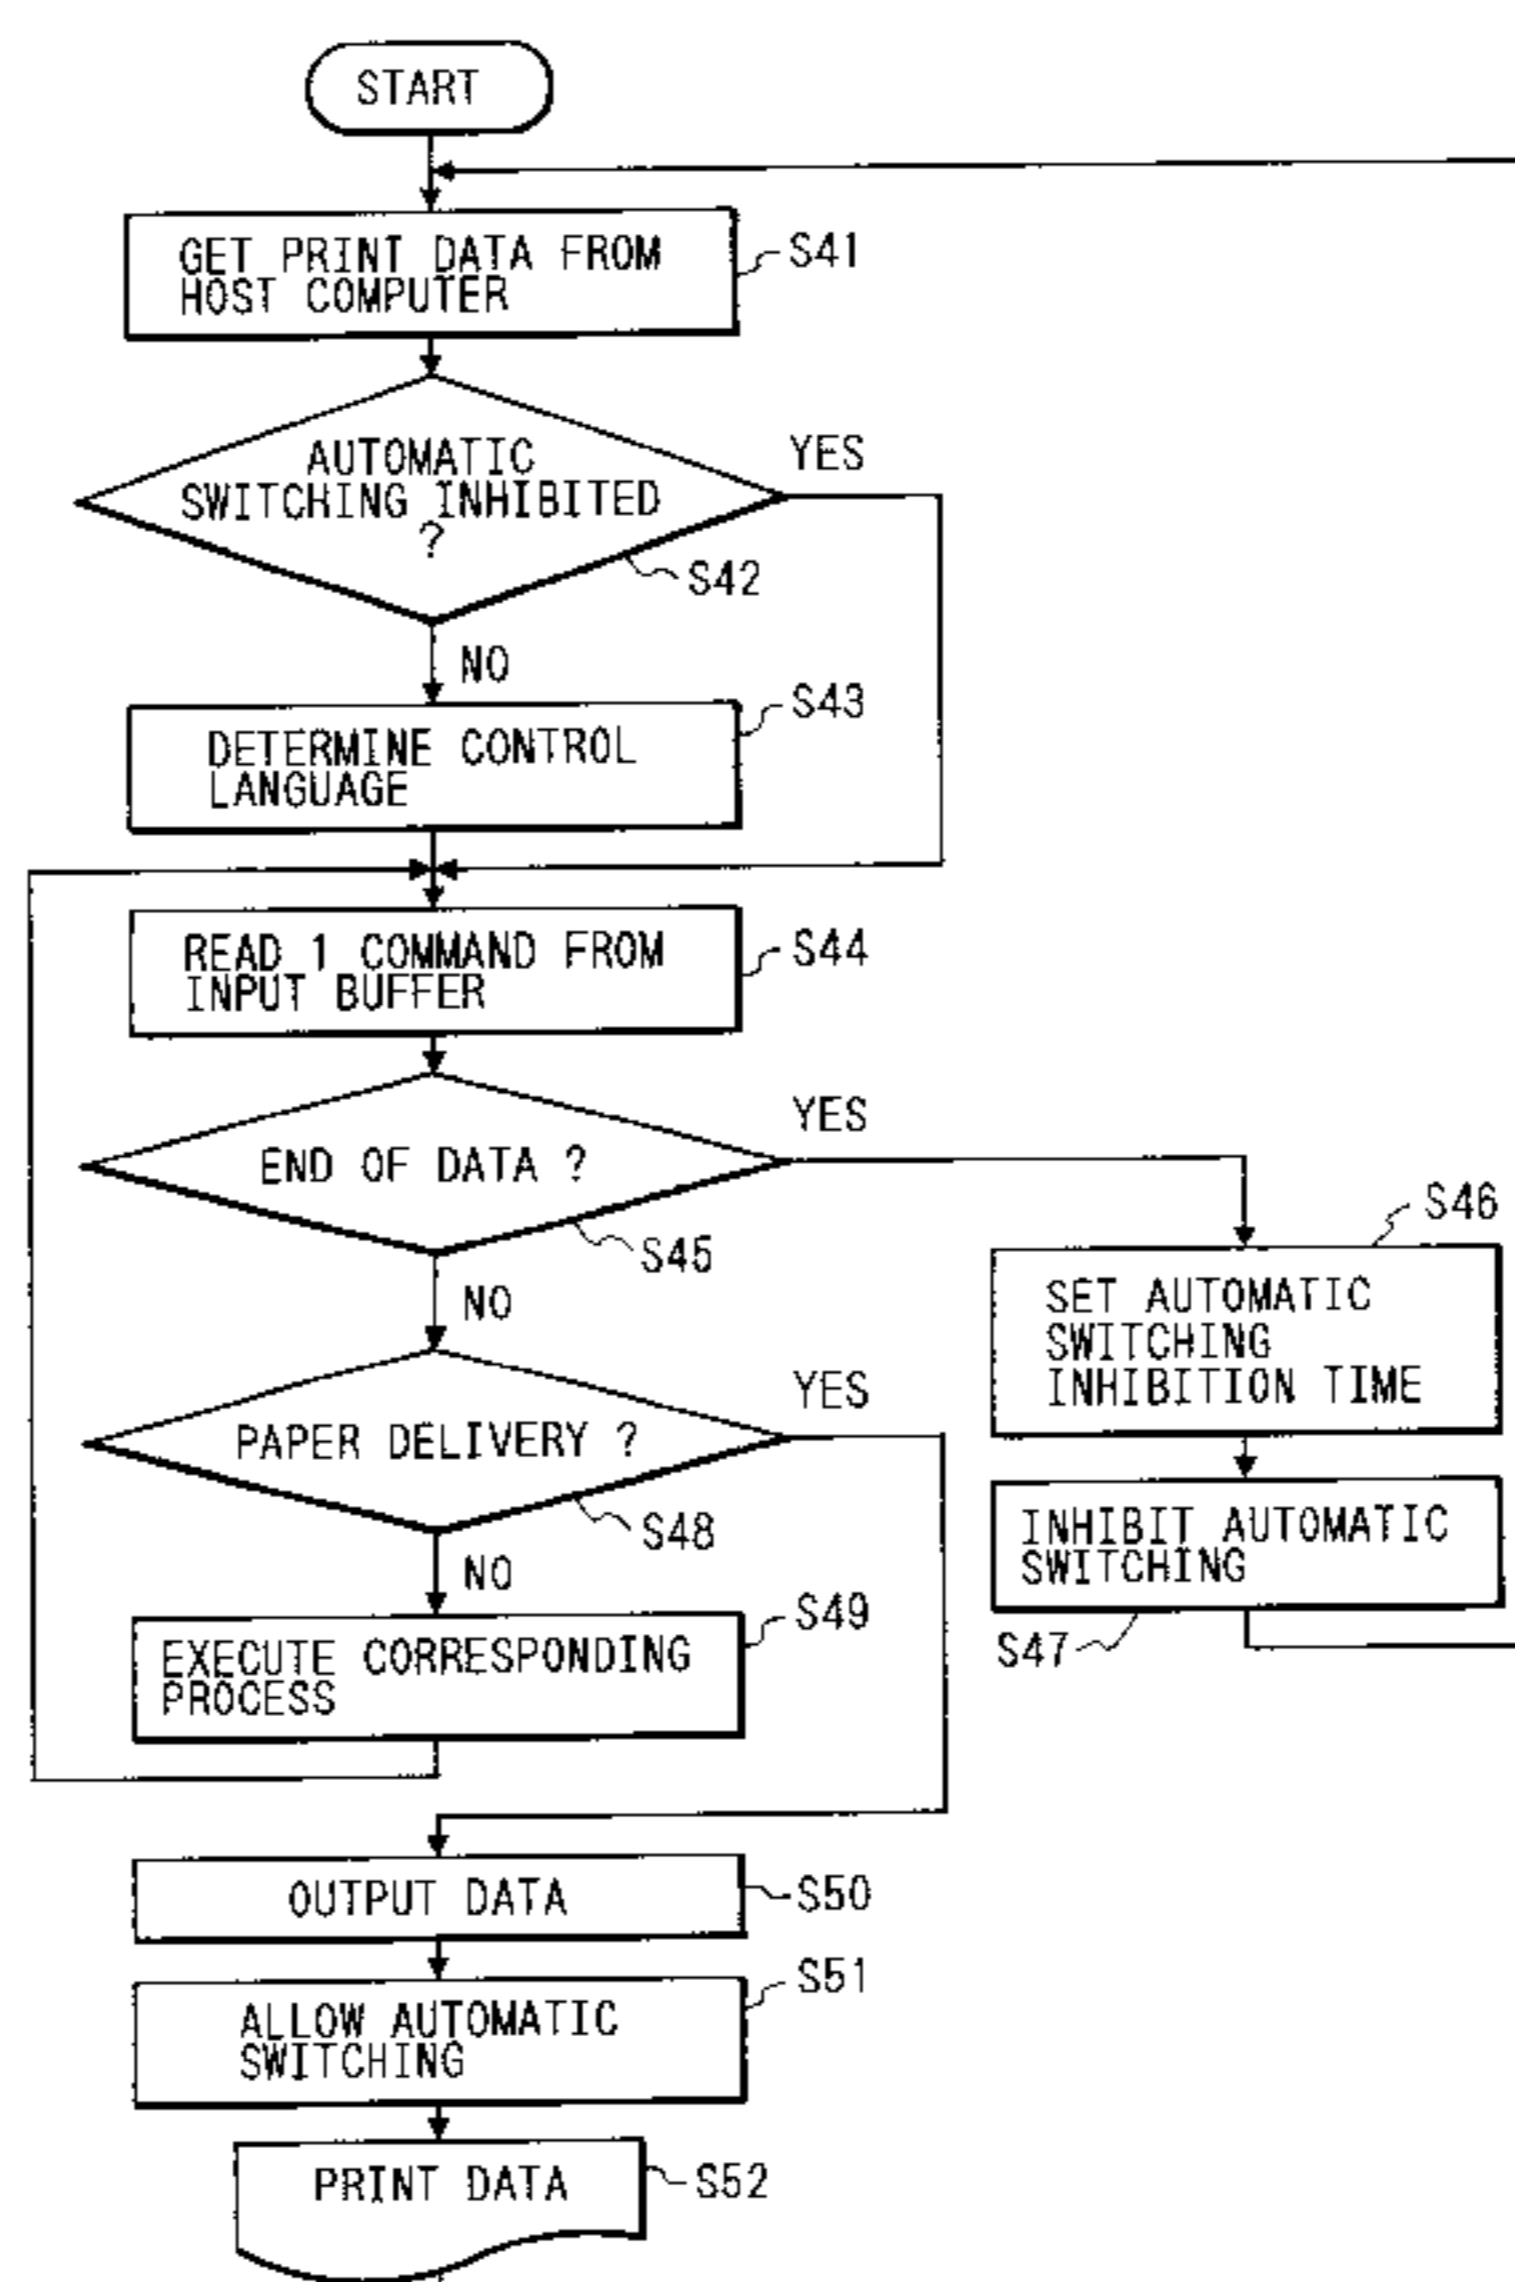 START
GET PRINT DATA FROM
HOST COMPUTER
S41
AUTOMATIC
SWITCHING INHIBITED
?
YES
S42
NO
DETERMINE CONTROL
LANGUAGE
S43
READ 1 COMMAND FROM
INPUT BUFFER
S44
END OF DATA ?
YES
S45
NO
SET AUTOMATIC
SWITCHING
INHIBITION TIME
S46
INHIBIT AUTOMATIC
SWITCHING
S47
PAPER DELIVERY ?
YES
S48
NO
EXECUTE CORRESPONDING
PROCESS
S49
OUTPUT DATA
S50
ALLOW AUTOMATIC
SWITCHING
S51
PRINT DATA
S52